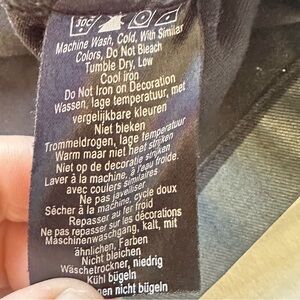 30C
Machine Wash, Cold, With Similar
Colors, Do Not Bleach
Tumble Dry, Low
Cool iron
Do Not Iron on Decoration
Wassen, lage temperatuur, met
vergelijkbare kleuren
Niet bleken
Trommeldrogen, lage temperatuur
Warm maar niet heet strijken
Niet op de decoratie strijken
Laver à la machine, à l'eau froide.
avec couleurs similaires
Ne pas javelliser
Sécher à la machine, cycle doux
Repasser au fer froid
Ne pas repasser sur les décorations
Maschinenwaschgang, kalt, mit
ähnlichen Farben
Nicht bleichen
Waschetrockner, niedrig
Kühl bügeln
nen nicht bügeln